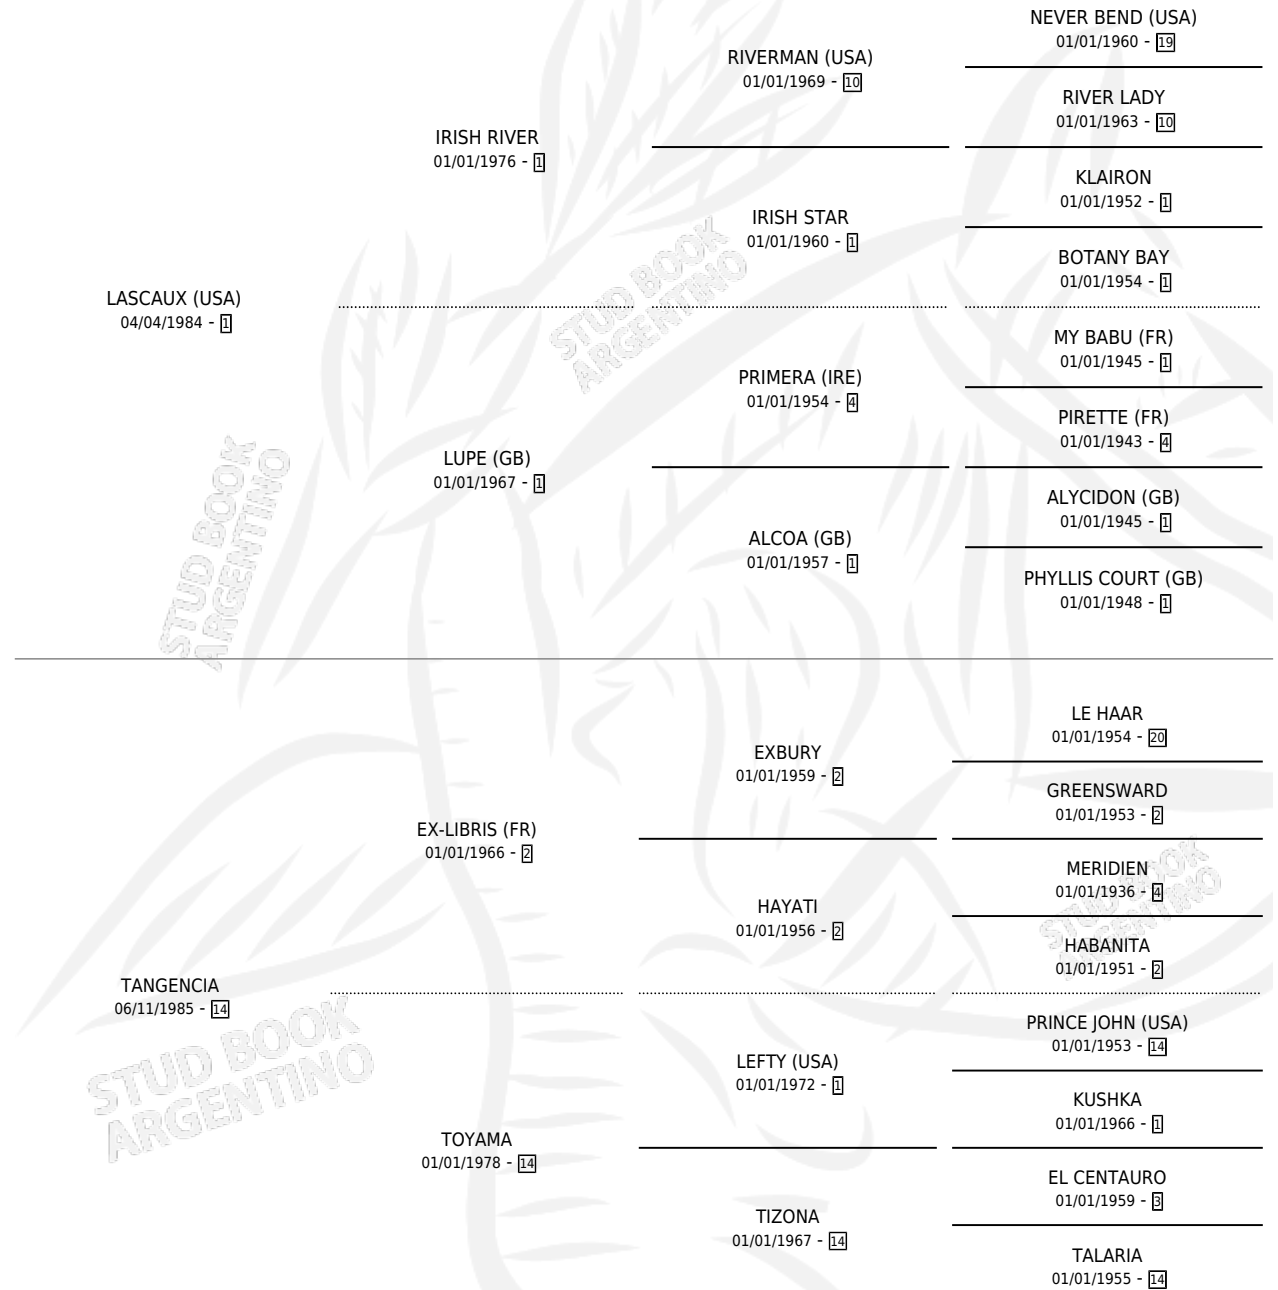 NEVER BEND (USA)
01/01/1960 - 19
RIVERMAN (USA)
01/01/1969 - 10
RIVER LADY
01/01/1963 - 10
IRISH RIVER
01/01/1976 - 1
KLAIRON
01/01/1952 - 1
IRISH STAR
01/01/1960 - 1
BOTANY BAY
01/01/1954 - 1
LASCAUX (USA)
04/04/1984 - 1
MY BABU (FR)
01/01/1945 - 1
PRIMERA (IRE)
01/01/1954 - 4
PIRETTE (FR)
01/01/1943 - 4
LUPE (GB)
01/01/1967 - 1
ALYCIDON (GB)
01/01/1945 - 1
ALCOA (GB)
01/01/1957 - 1
PHYLLIS COURT (GB)
01/01/1948 - 1
STUD BOOK
ARGENTINO
STUD BOOK
ARGENTINO
LE HAAR
01/01/1954 - 20
EXBURY
01/01/1959 - 2
GREENSWARD
01/01/1953 - 2
EX-LIBRIS (FR)
01/01/1966 - 2
MERIDIEN
01/01/1936 - 4
HAYATI
01/01/1956 - 2
HABANITA
01/01/1951 - 2
TANGENCIA
06/11/1985 - 14
PRINCE JOHN (USA)
01/01/1953 - 14
LEFTY (USA)
01/01/1972 - 1
KUSHKA
01/01/1966 - 1
TOYAMA
01/01/1978 - 14
EL CENTAURO
01/01/1959 - 3
TIZONA
01/01/1967 - 14
TALARIA
01/01/1955 - 14
STUD BOOK
ARGENTINO
STUD BOOK
ARGENTINO